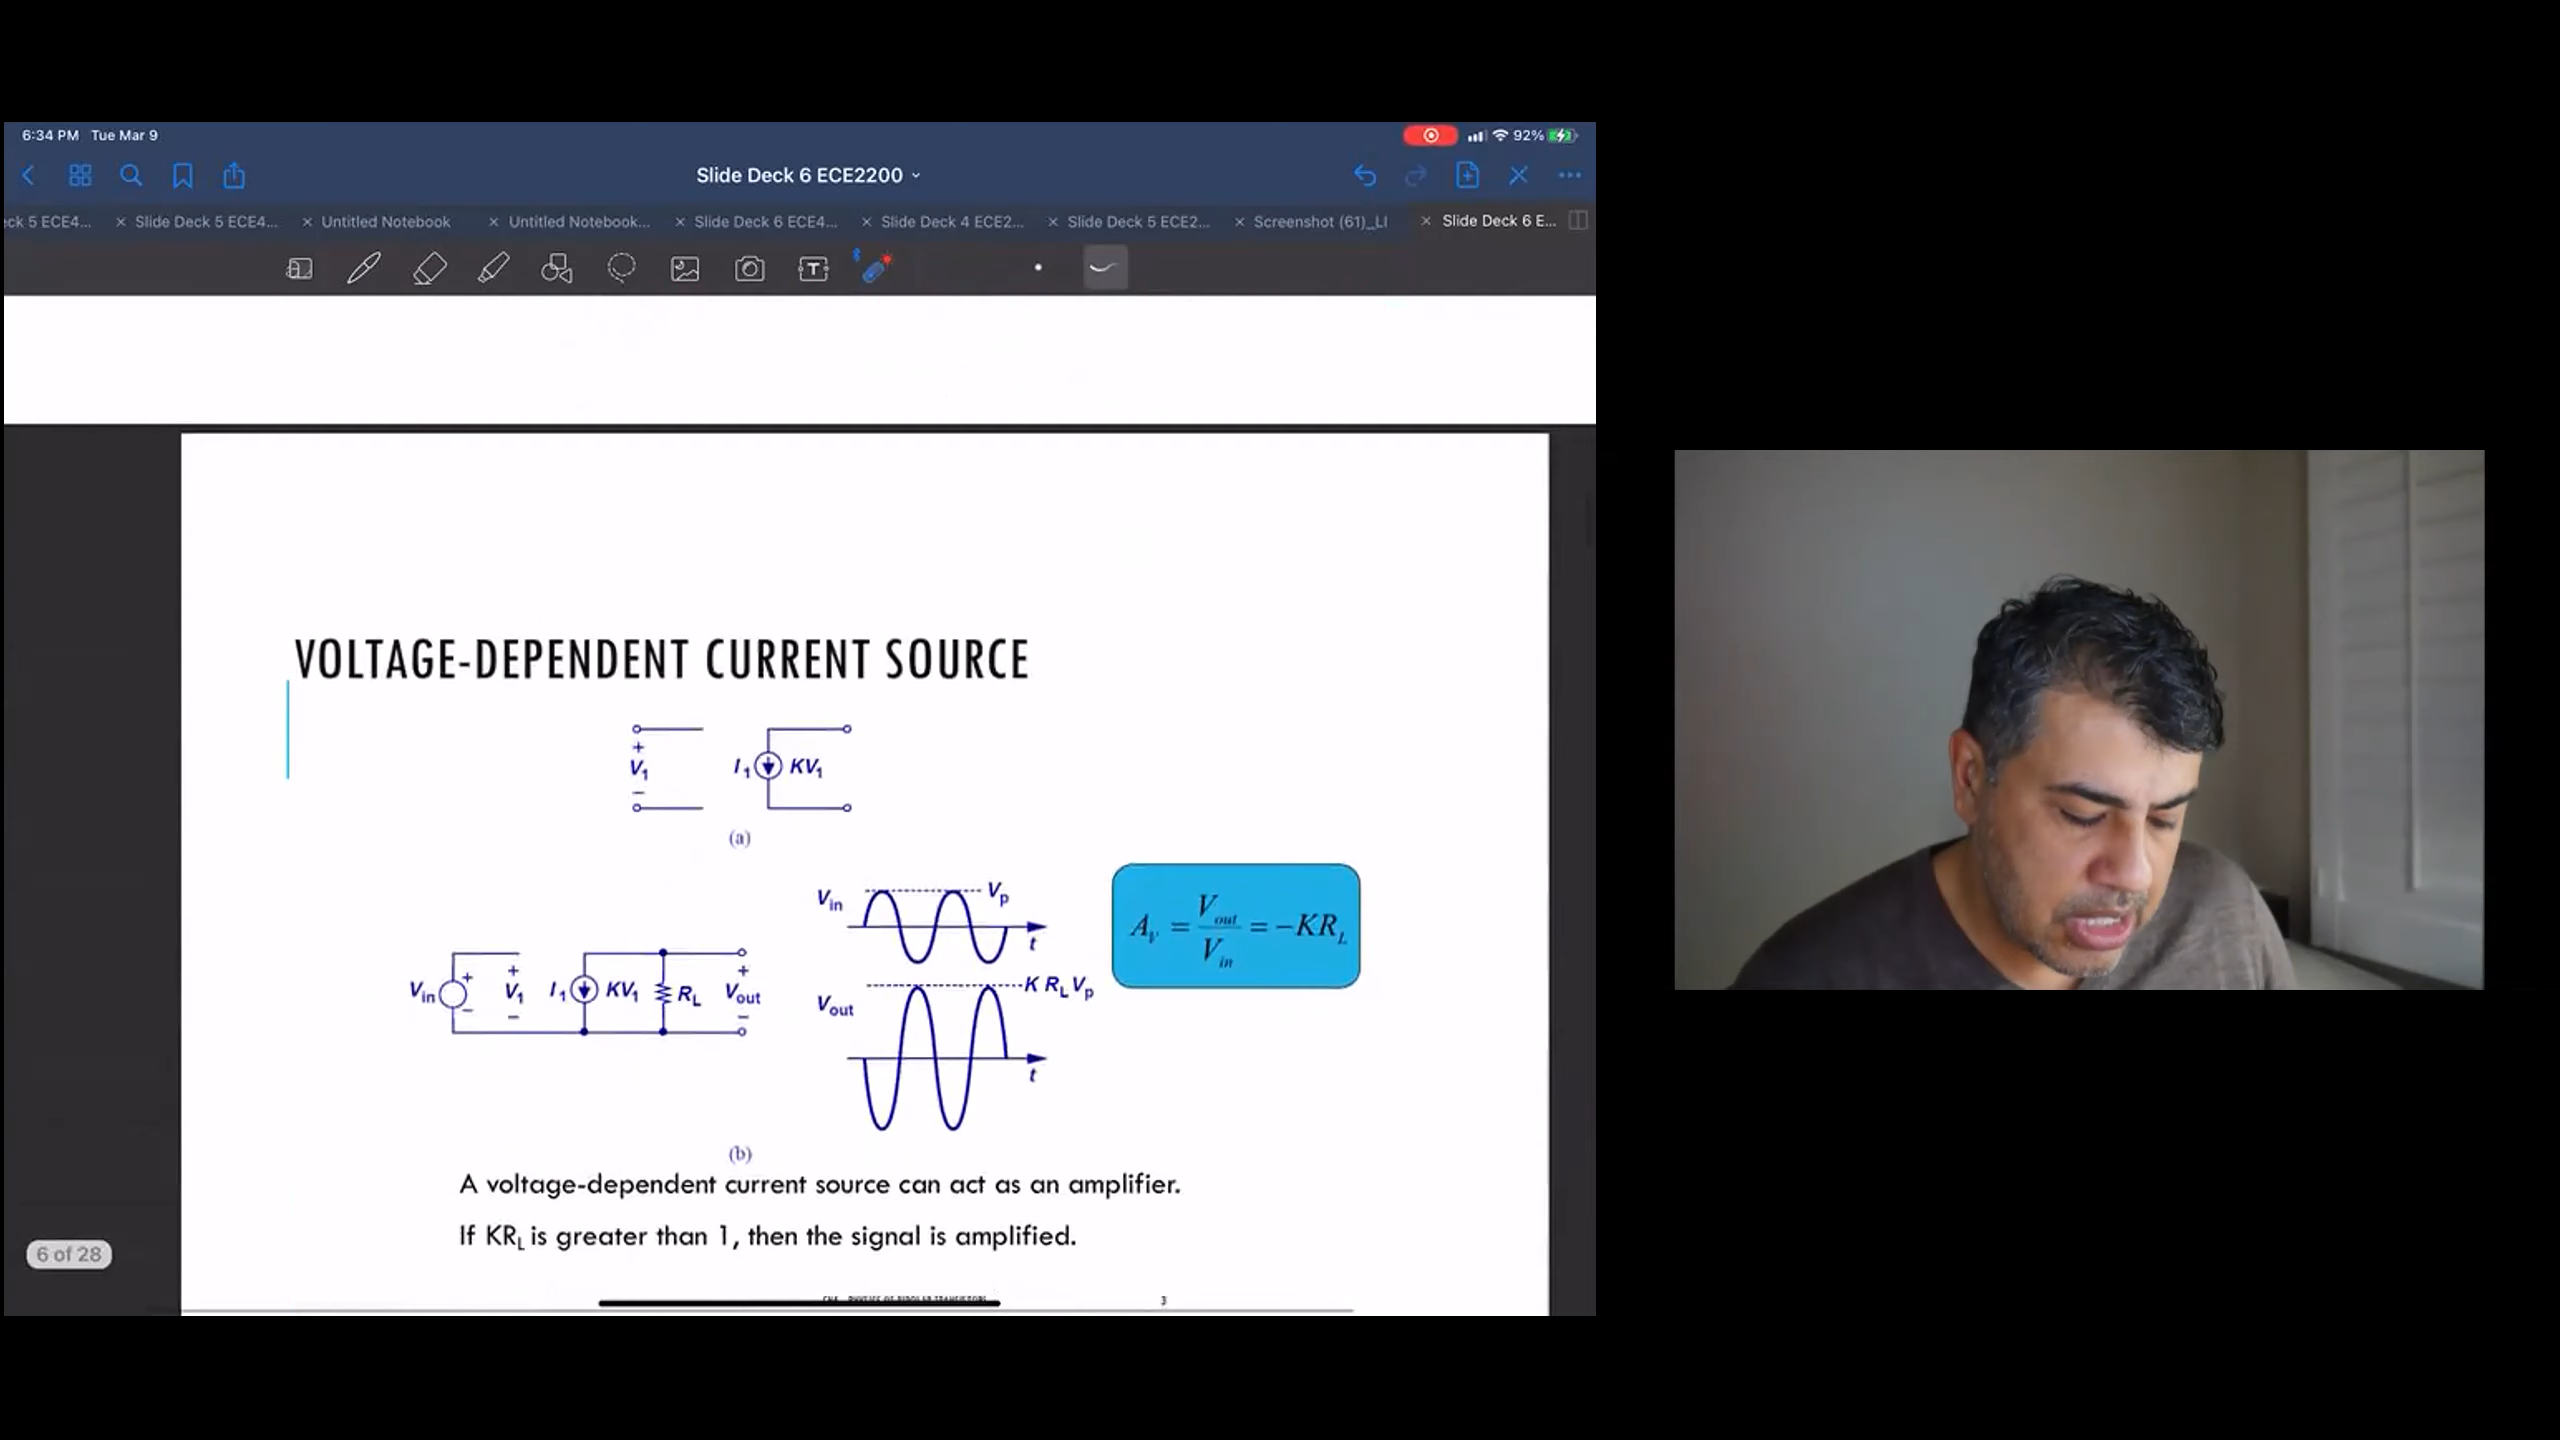 6:34 PM Tue Mar 9
92%
Slide Deck 6 ECE2200
ck 5 ECE4... × Slide Deck 5 ECE4... × Untitled Notebook × Untitled Notebook... × Slide Deck 6 ECE4... × Slide Deck 4 ECE2... × Slide Deck 5 ECE2... × Screenshot (61)_LI × Slide Deck 6 E...
VOLTAGE-DEPENDENT CURRENT SOURCE
+
V1
−
I1 KV1
(a)
Vin Vp
t
Av = Vout / Vin = −KRL
Vin + − + V1 − I1 KV1 RL + Vout −
Vout K RL Vp
t
(b)
A voltage-dependent current source can act as an amplifier.
If KRL is greater than 1, then the signal is amplified.
3
6 of 28